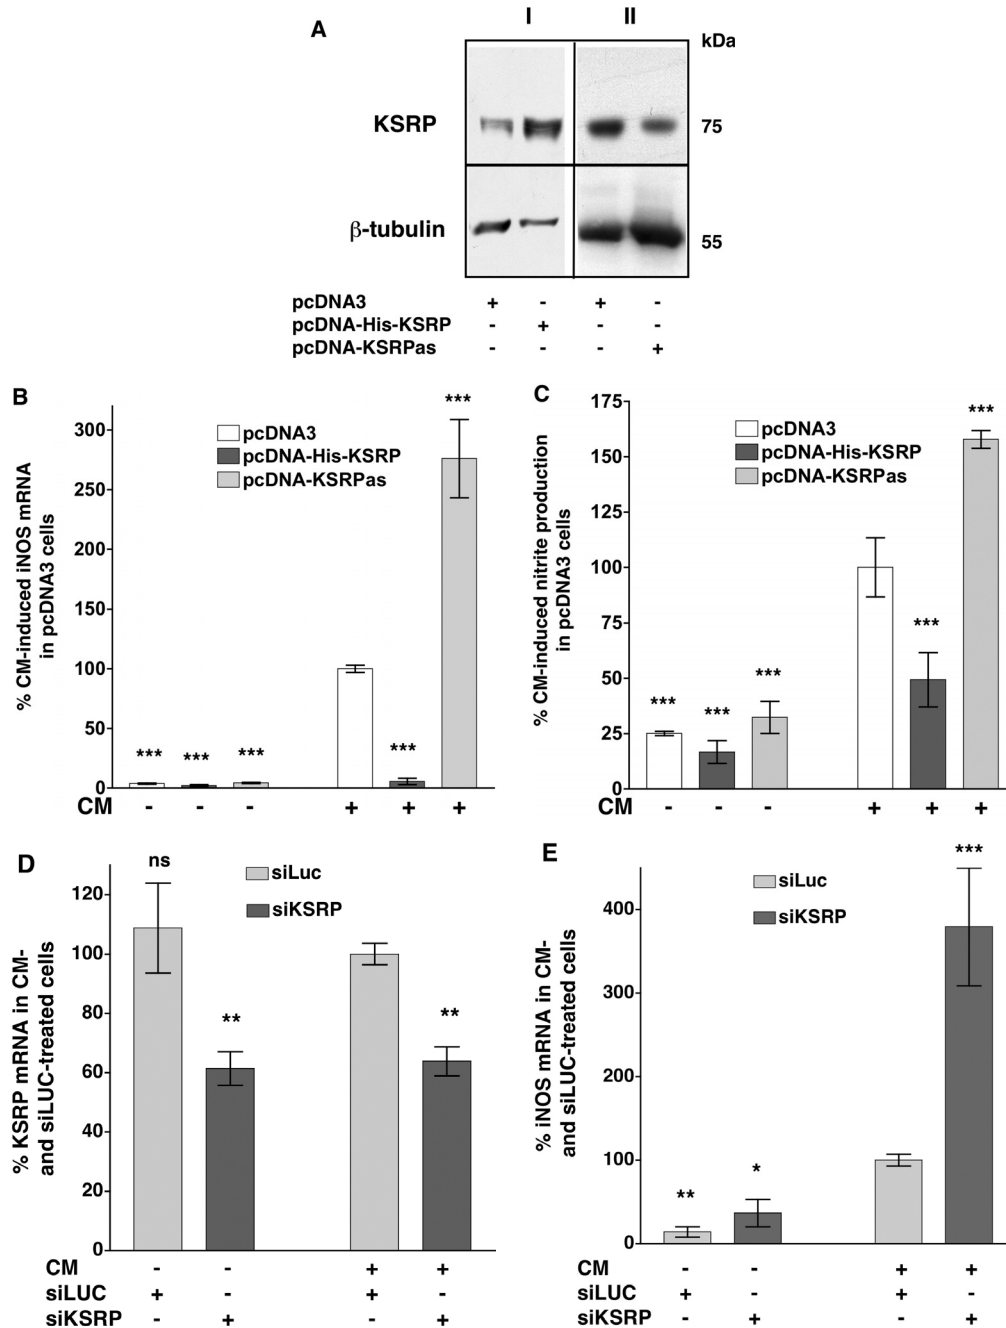 A
I II
kDa
KSRP 75
β-tubulin 55
pcDNA3 + - + -
pcDNA-His-KSRP - + - -
pcDNA-KSRPas - - - +
B
% CM-induced iNOS mRNA
in pcDNA3 cells
300
250
200
150
100
50
0
pcDNA3
pcDNA-His-KSRP
pcDNA-KSRPas
*** *** *** *** ***
CM - - - + + +
C
% CM-induced nitrite production
in pcDNA3 cells
175
150
125
100
75
50
25
0
pcDNA3
pcDNA-His-KSRP
pcDNA-KSRPas
*** *** *** *** ***
CM - - - + + +
D
% KSRP mRNA in CM-
and siLUC-treated cells
120
100
80
60
40
20
0
siLuc
siKSRP
ns ** **
CM - - + +
siLUC + - + -
siKSRP - + - +
E
% iNOS mRNA in CM-
and siLUC-treated cells
400
300
200
100
0
siLuc
siKSRP
** * ***
CM - - + +
siLUC + - + -
siKSRP - + - +